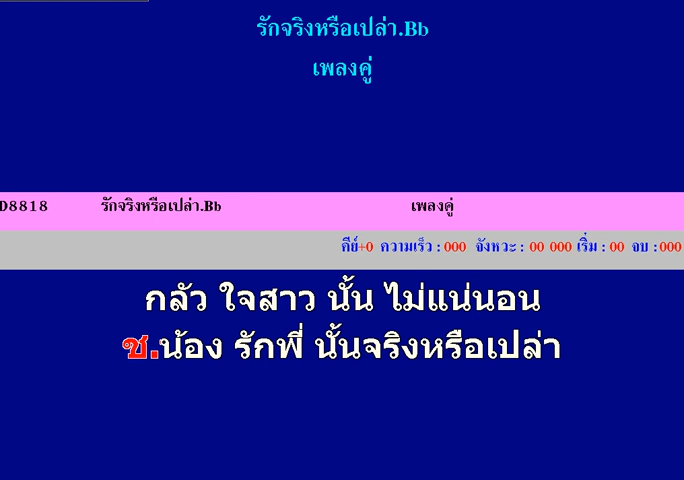 รักจริงหรือเปล่า.Bb
เพลงคู่
D8818 รักจริงหรือเปล่า.Bb เพลงคู่
คีย์+0 ความเร็ว : 000 จังหวะ : 00 000 เริ่ม : 00 จบ :000
กลัว ใจสาว นั้น ไม่แน่นอน
ช.น้อง รักพี่ นั้นจริงหรือเปล่า